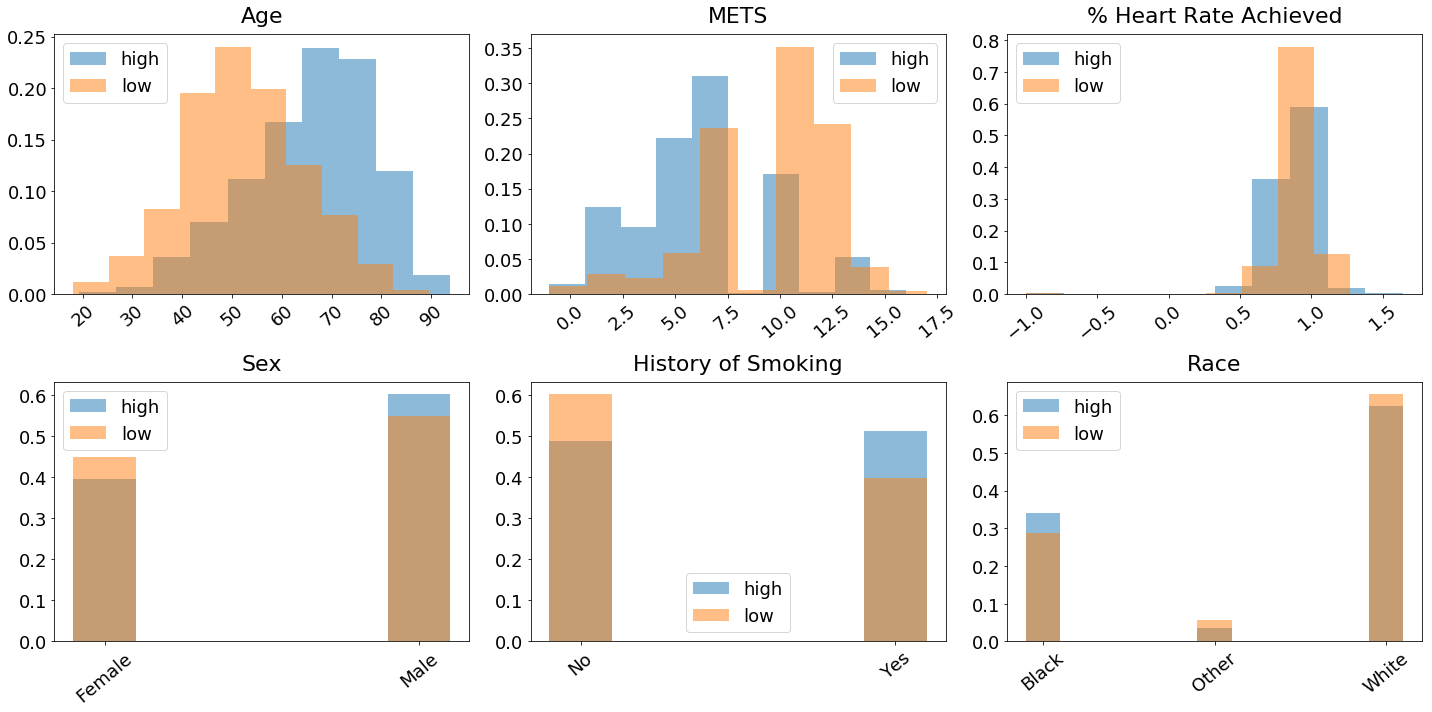 Age
high
low
0.25
0.20
0.15
0.10
0.05
0.00
20 30 40 50 60 70 80 90
METS
high
low
0.35
0.30
0.25
0.20
0.15
0.10
0.05
0.00
0.0 2.5 5.0 7.5 10.0 12.5 15.0 17.5
% Heart Rate Achieved
high
low
0.8
0.7
0.6
0.5
0.4
0.3
0.2
0.1
0.0
−1.0 −0.5 0.0 0.5 1.0 1.5
Sex
high
low
0.6
0.5
0.4
0.3
0.2
0.1
0.0
Female Male
History of Smoking
0.6
0.5
0.4
0.3
0.2
0.1
0.0
high
low
No Yes
Race
high
low
0.6
0.5
0.4
0.3
0.2
0.1
0.0
Black Other White